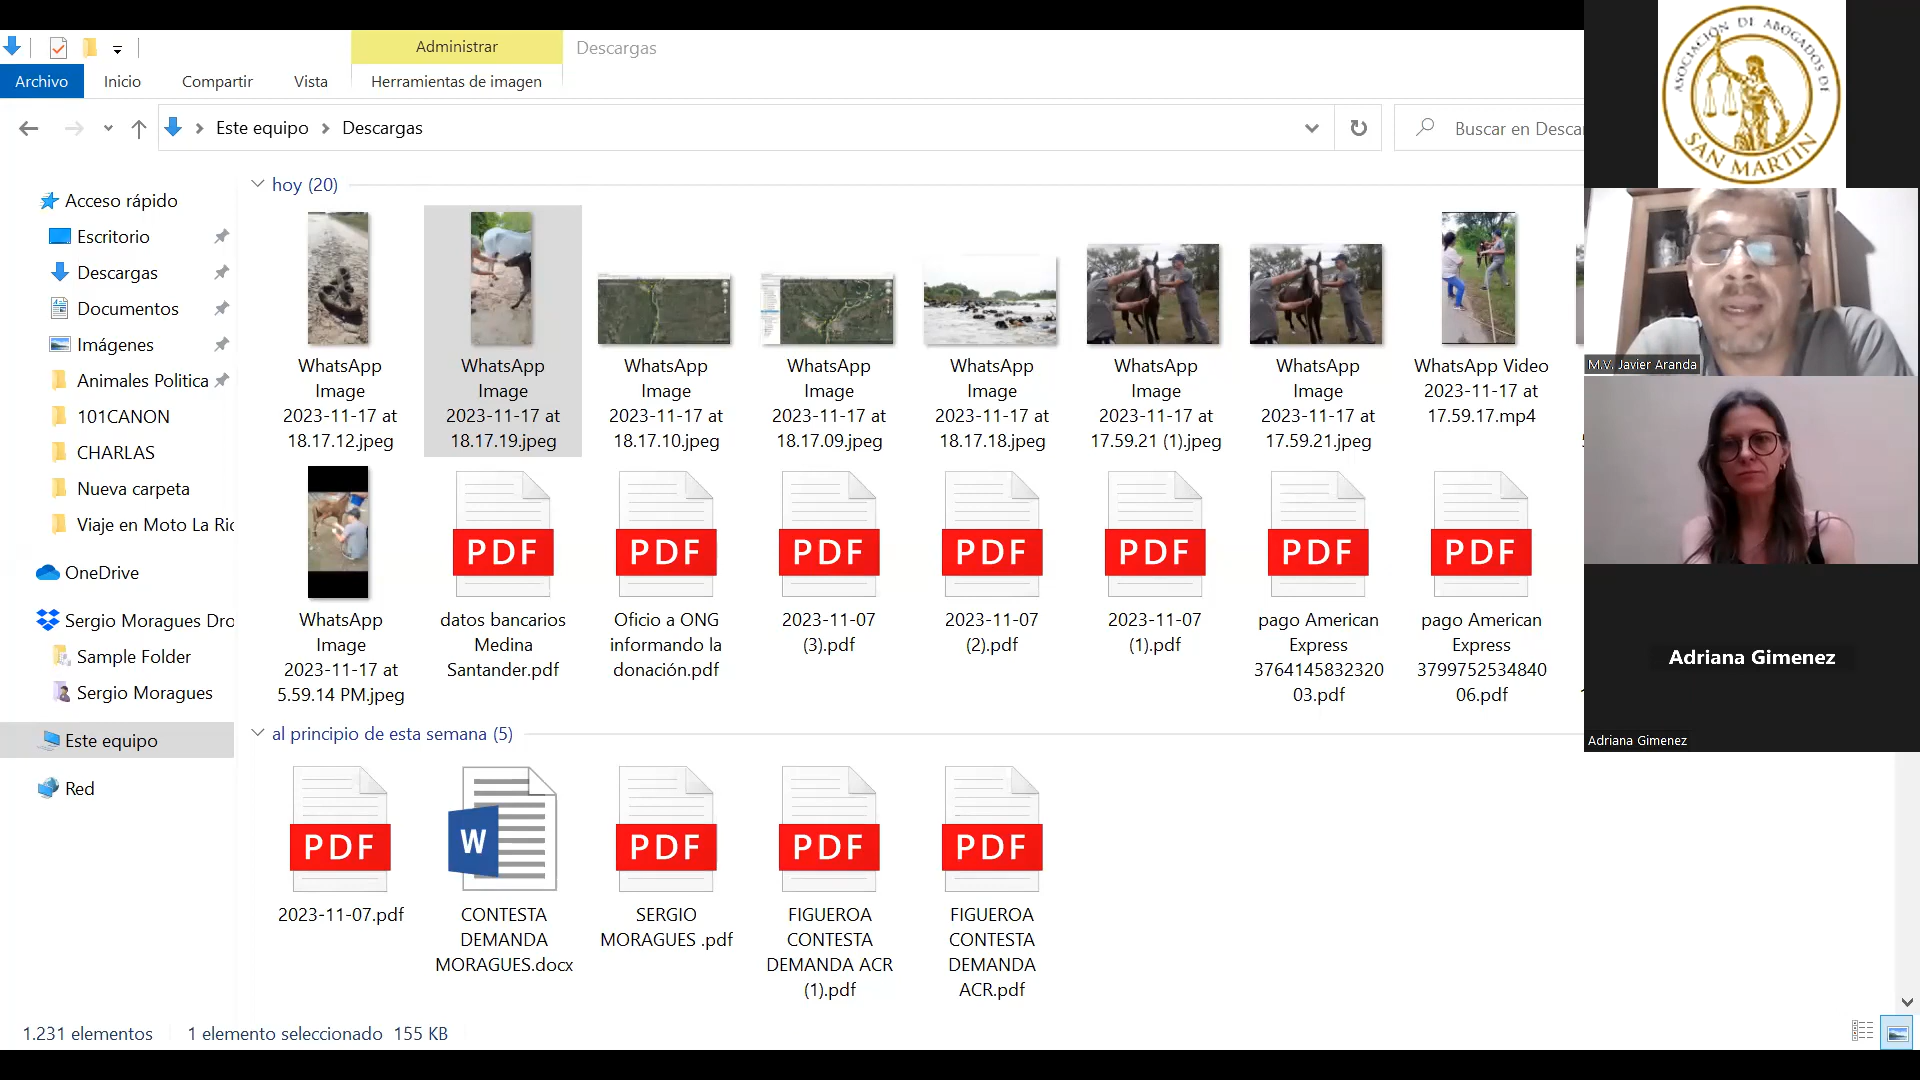 Administrar
Descargas
Archivo
Inicio
Compartir
Vista
Herramientas de imagen
Este equipo
Descargas
Buscar en Desca
Acceso rápido
Escritorio
Descargas
Documentos
Imágenes
Animales Politica
101CANON
CHARLAS
Nueva carpeta
Viaje en Moto La Rio
OneDrive
Sergio Moragues Dro
Sample Folder
Sergio Moragues
Este equipo
Red
hoy (20)
WhatsApp
Image
2023-11-17 at
18.17.12.jpeg
WhatsApp
Image
2023-11-17 at
18.17.19.jpeg
WhatsApp
Image
2023-11-17 at
18.17.10.jpeg
WhatsApp
Image
2023-11-17 at
18.17.09.jpeg
WhatsApp
Image
2023-11-17 at
18.17.18.jpeg
WhatsApp
Image
2023-11-17 at
17.59.21 (1).jpeg
WhatsApp
Image
2023-11-17 at
17.59.21.jpeg
WhatsApp Video
2023-11-17 at
17.59.17.mp4
WhatsApp
Image
2023-11-17 at
5.59.14 PM.jpeg
PDF
datos bancarios
Medina
Santander.pdf
PDF
Oficio a ONG
informando la
donación.pdf
PDF
2023-11-07
(3).pdf
PDF
2023-11-07
(2).pdf
PDF
2023-11-07
(1).pdf
PDF
pago American
Express
3764145832320
03.pdf
PDF
pago American
Express
3799752534840
06.pdf
al principio de esta semana (5)
PDF
2023-11-07.pdf
W
CONTESTA
DEMANDA
MORAGUES.docx
PDF
SERGIO
MORAGUES .pdf
PDF
FIGUEROA
CONTESTA
DEMANDA ACR
(1).pdf
PDF
FIGUEROA
CONTESTA
DEMANDA
ACR.pdf
1.231 elementos
1 elemento seleccionado 155 KB
ASOCIACION DE ABOGADOS DE
SAN MARTIN
M.V. Javier Aranda
Adriana Gimenez
Adriana Gimenez